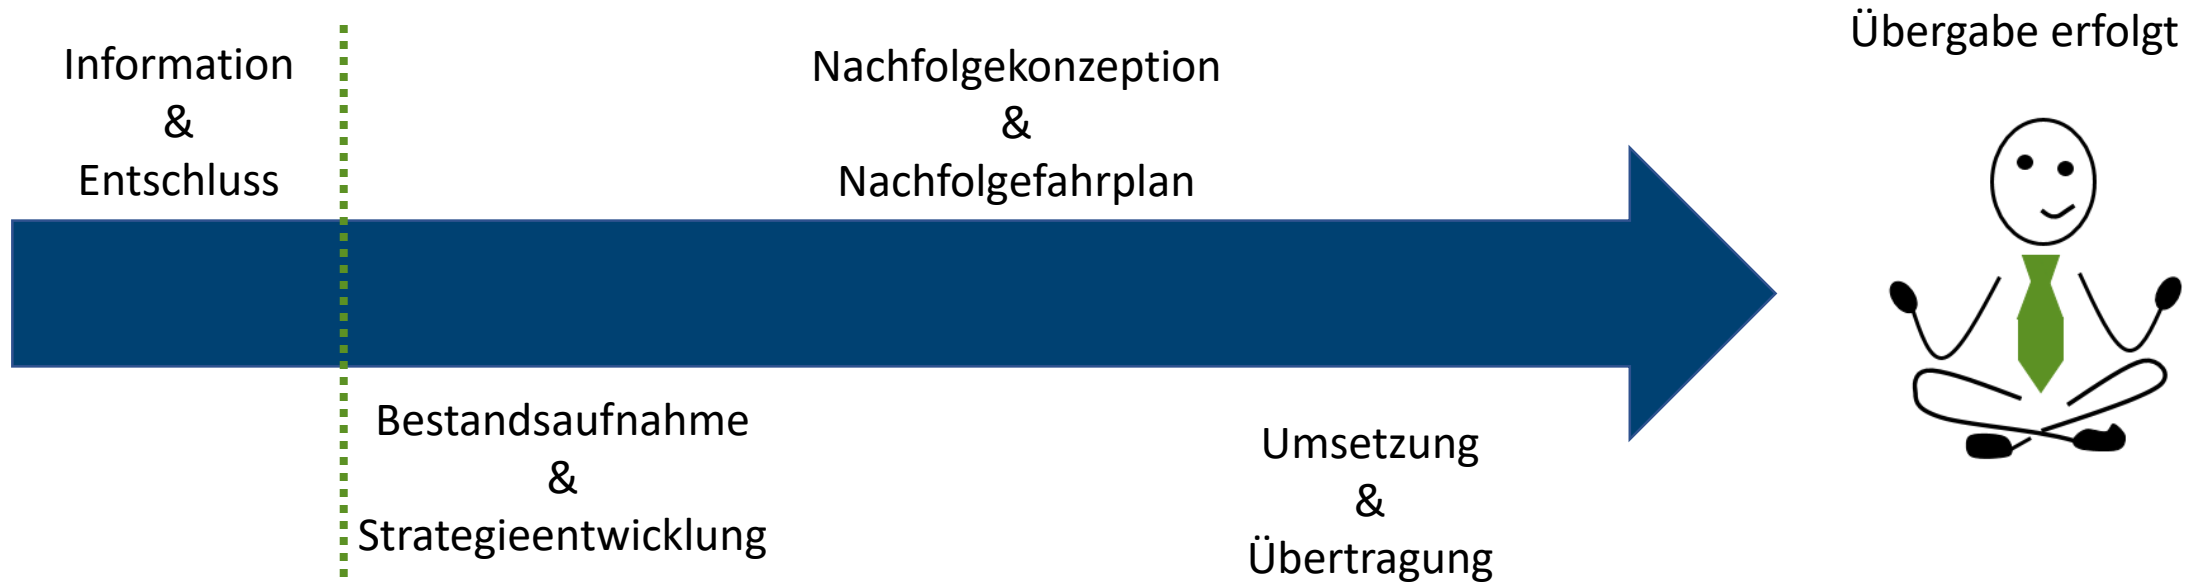 Information
&
Entschluss
Bestandsaufnahme
&
Strategieentwicklung
Nachfolgekonzeption
&
Nachfolgefahrplan
Umsetzung
&
Übertragung
Übergabe erfolgt